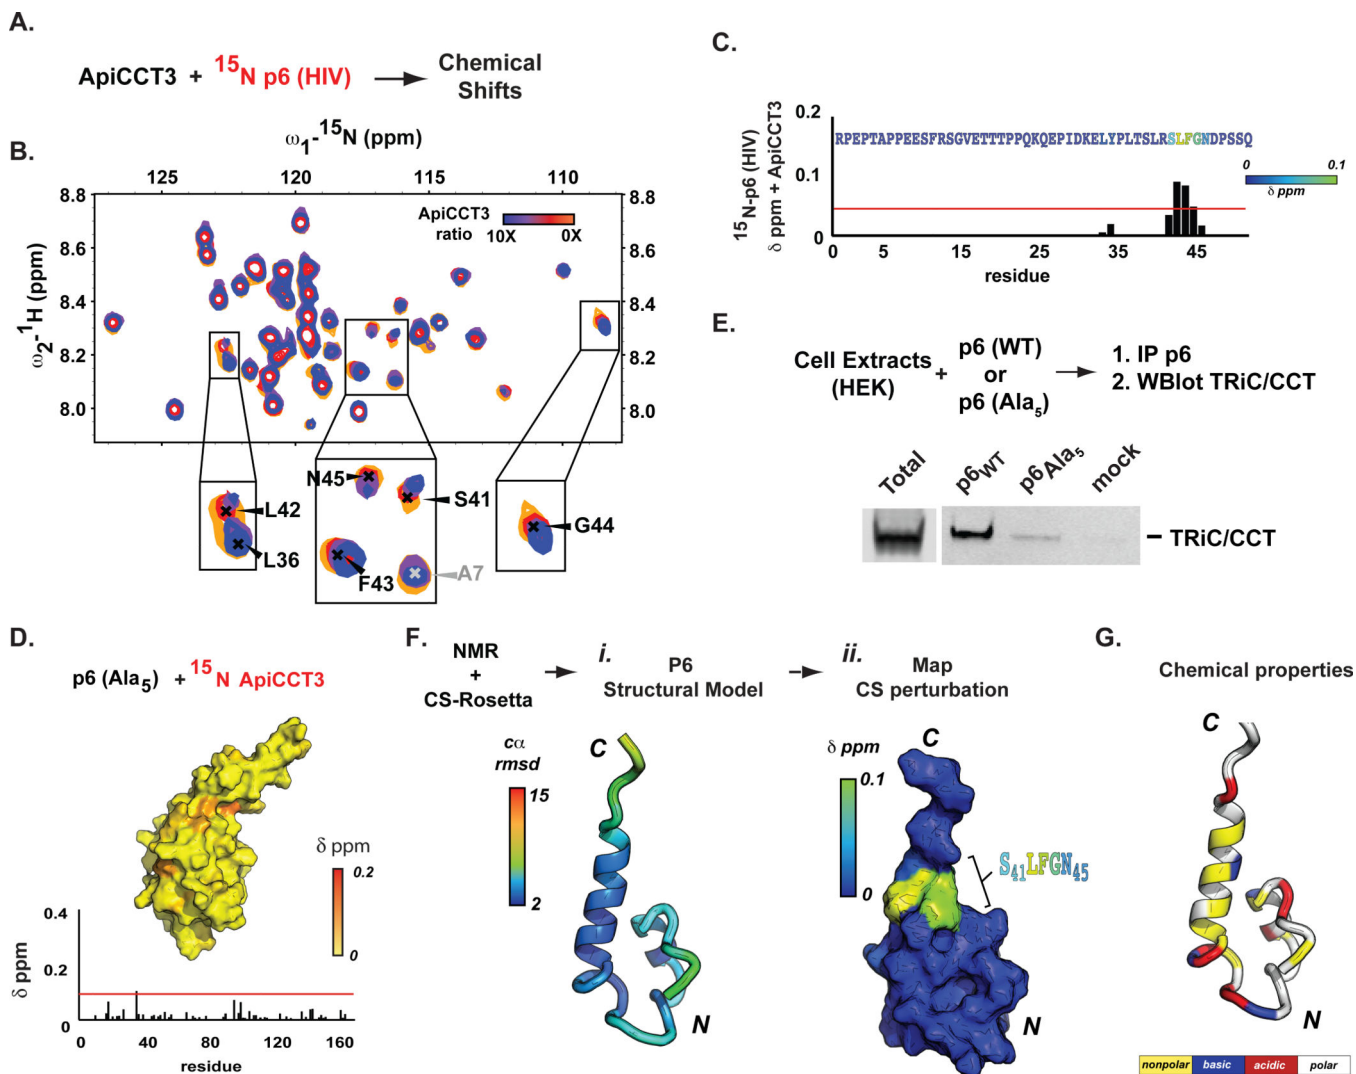 A.
ApiCCT3 + 15N p6 (HIV)
Chemical
Shifts
B.
ω1-15N (ppm)
125 120 115 110
8.8
8.6
8.4
8.2
8.0
ω2-1H (ppm)
8.8
8.6
8.4
8.2
8.0
ApiCCT3
ratio
10X 0X
L42
L36
N45
S41
F43
A7
G44
C.
15N-p6 (HIV)
δ ppm + ApiCCT3
0.2
0.1
0
RPEPTAPPEESFRSGVETTTPPQKQEPIDKELYPLTSLRSLFGNDPSSQ
0 0.1
δ ppm
0 5 15 25 35 45
residue
E.
Cell Extracts
(HEK)
+
p6 (WT)
or
p6 (Ala5)
1. IP p6
2. WBlot TRiC/CCT
Total
p6WT
p6Ala5
mock
TRiC/CCT
D.
p6 (Ala5) + 15N ApiCCT3
δ ppm
0.2
0
δ ppm
0.4
0.2
0
0 40 80 120 160
residue
F.
NMR
+
CS-Rosetta
i.
P6
Structural Model
ii.
Map
CS perturbation
cα
rmsd
15
2
C
N
δ ppm
0.1
0
C
S41LFGN45
N
G.
Chemical properties
C
N
nonpolar basic acidic polar